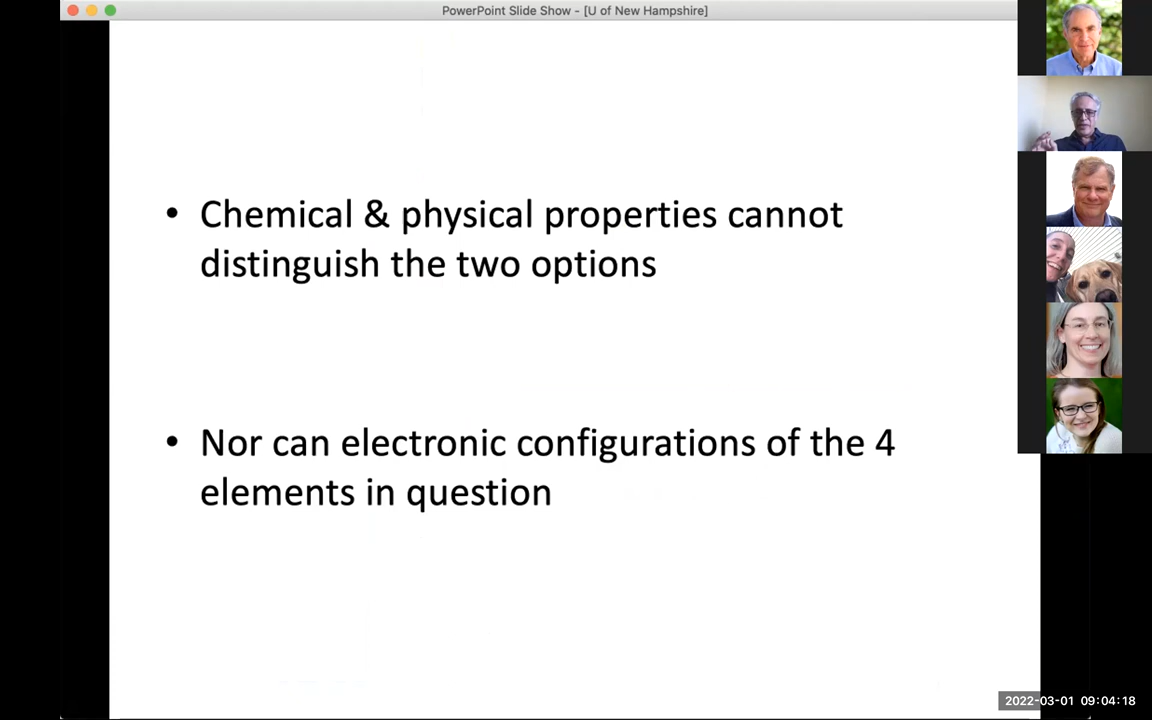 PowerPoint Slide Show - [U of New Hampshire]
• Chemical & physical properties cannot
distinguish the two options
• Nor can electronic configurations of the 4
elements in question
2022-03-01 09:04:18